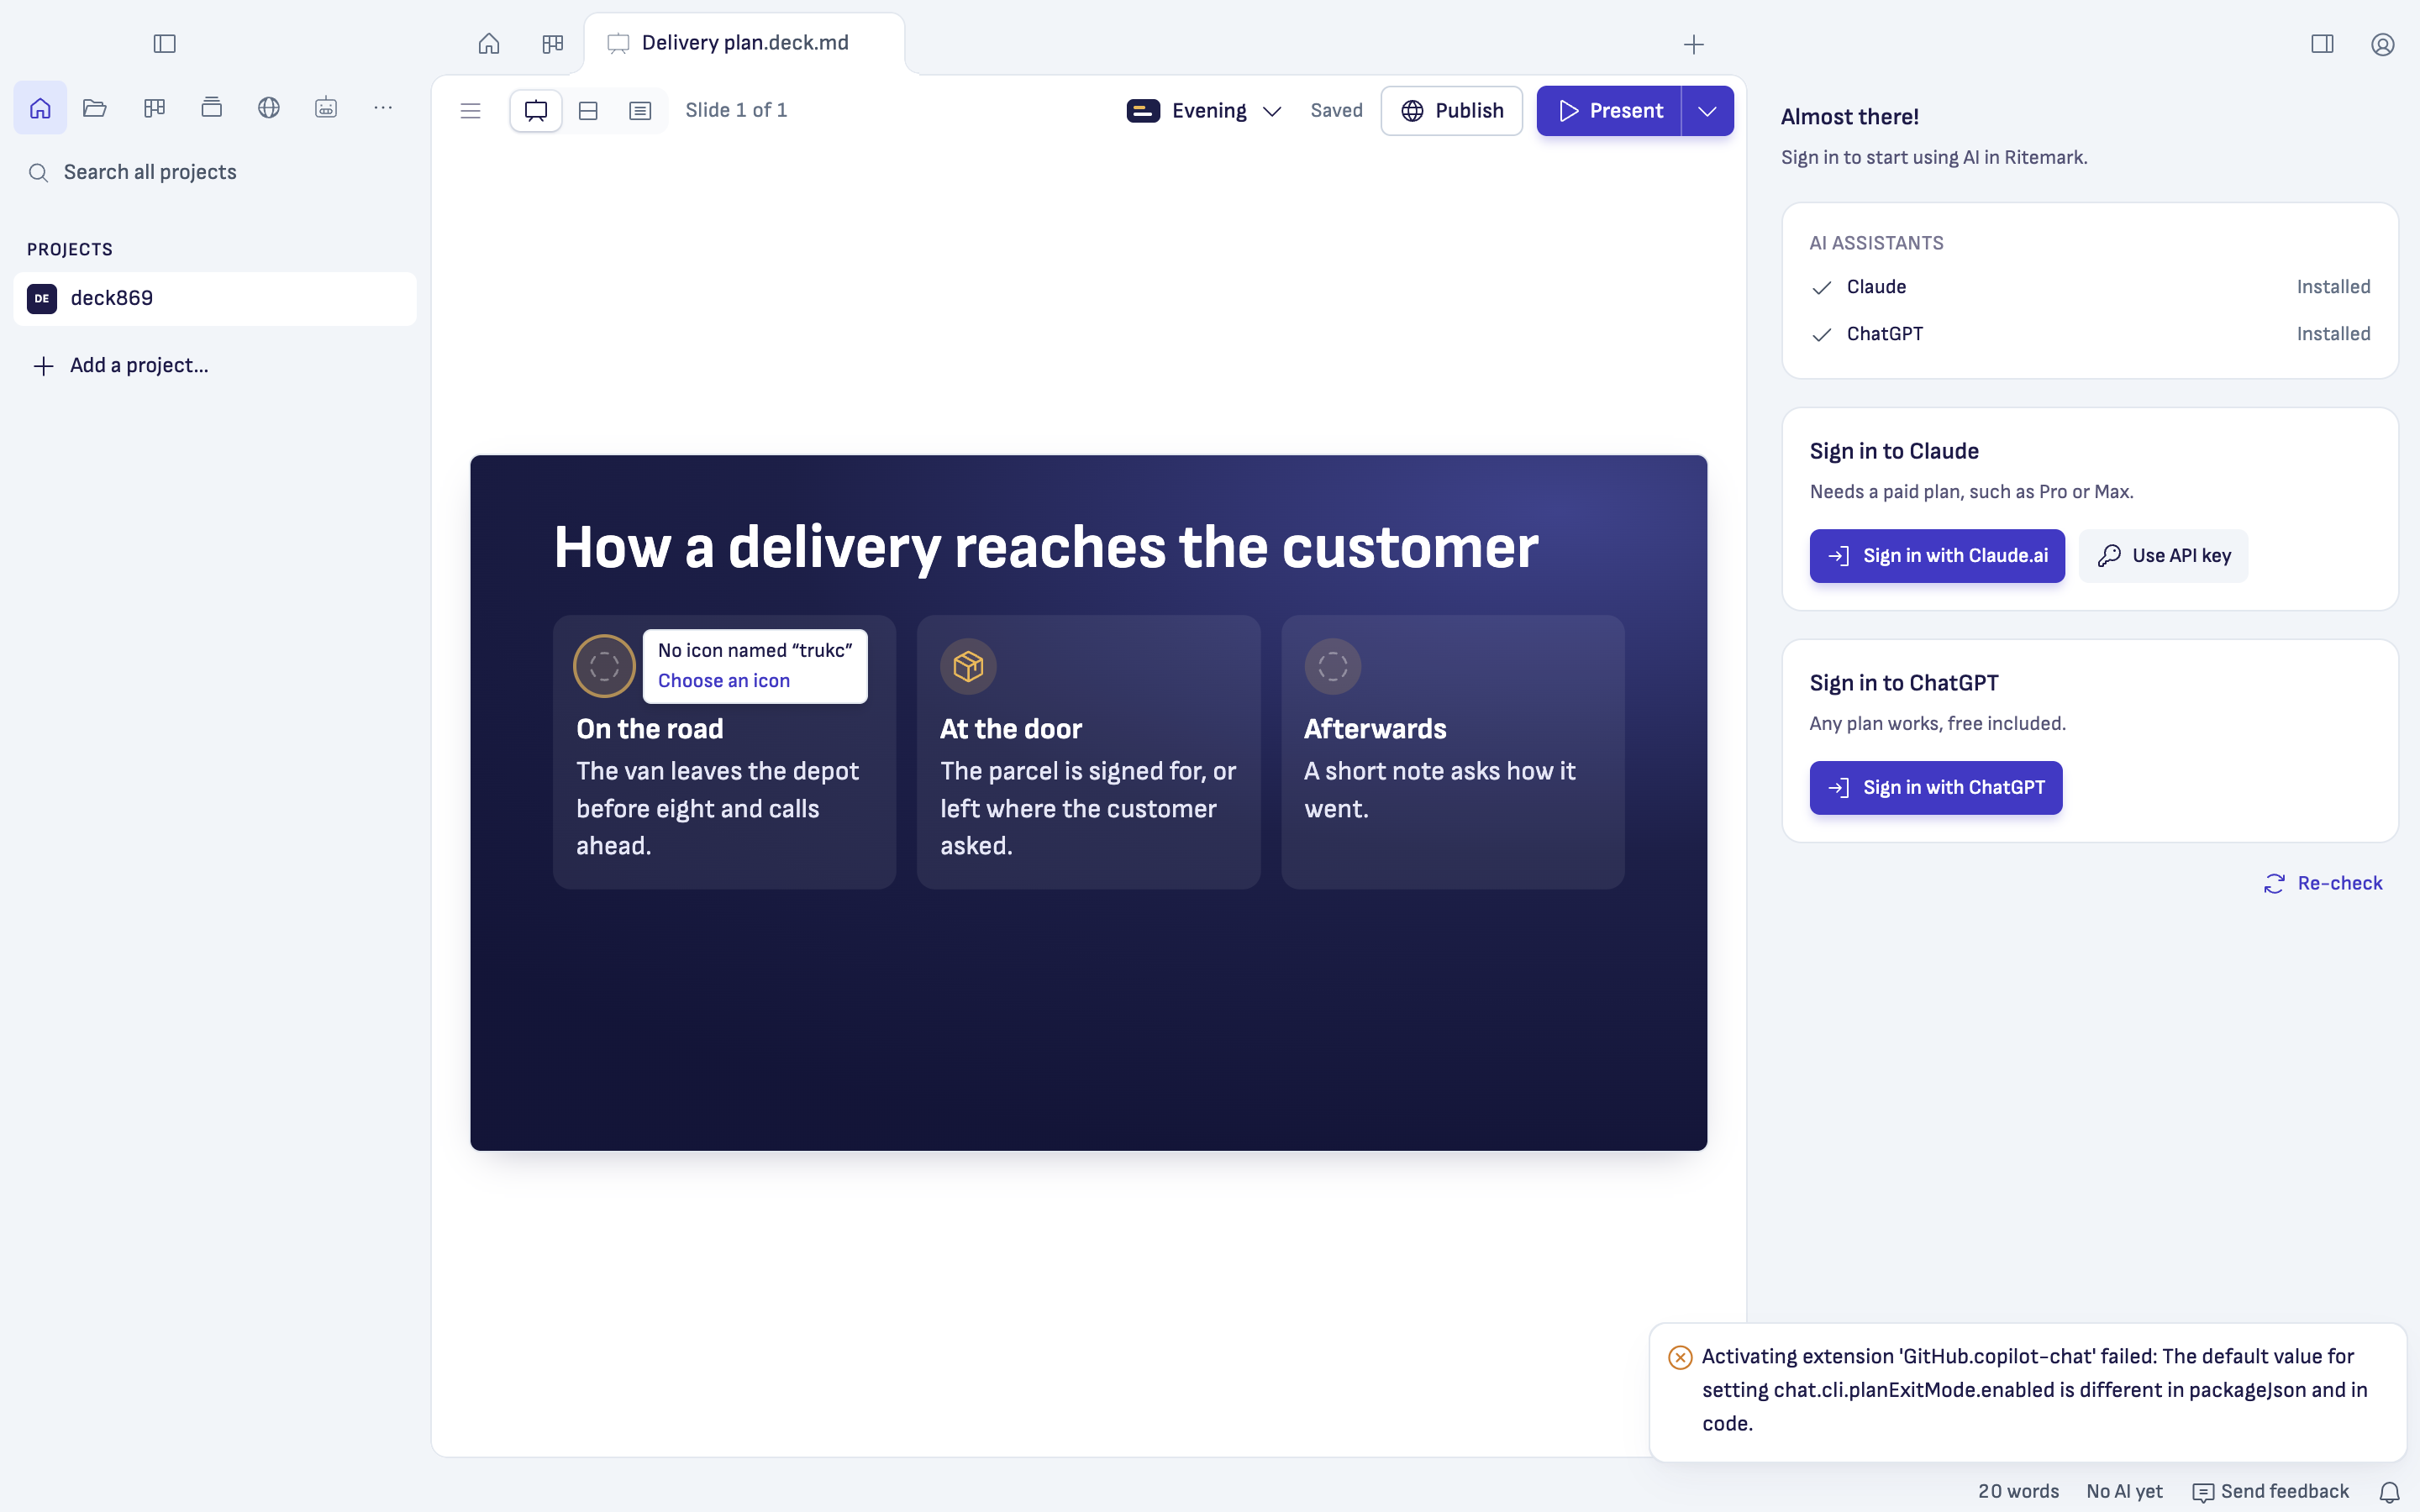 Delivery plan.deck.md
Search all projects
PROJECTS
DE deck869
Add a project...
Slide 1 of 1
Evening
Saved
Publish
Present
How a delivery reaches the customer
No icon named “trukc”
Choose an icon
On the road
The van leaves the depot
before eight and calls
ahead.
At the door
The parcel is signed for, or
left where the customer
asked.
Afterwards
A short note asks how it
went.
Almost there!
Sign in to start using AI in Ritemark.
AI ASSISTANTS
Claude Installed
ChatGPT Installed
Sign in to Claude
Needs a paid plan, such as Pro or Max.
Sign in with Claude.ai
Use API key
Sign in to ChatGPT
Any plan works, free included.
Sign in with ChatGPT
Re-check
Activating extension 'GitHub.copilot-chat' failed: The default value for
setting chat.cli.planExitMode.enabled is different in packageJson and in
code.
20 words
No AI yet
Send feedback